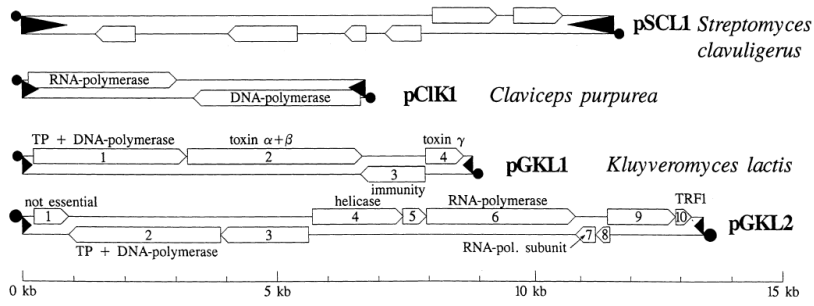 pSCL1 Streptomyces
clavuligerus
RNA-polymerase
DNA-polymerase
pClK1 Claviceps purpurea
TP + DNA-polymerase toxin α+β toxin γ
1 2 4
pGKL1 Kluyveromyces lactis
3
immunity
not essential helicase RNA-polymerase TRF1
1 4 5 6 9 10
pGKL2
2 3 7 8
TP + DNA-polymerase RNA-pol. subunit
0 kb 5 kb 10 kb 15 kb